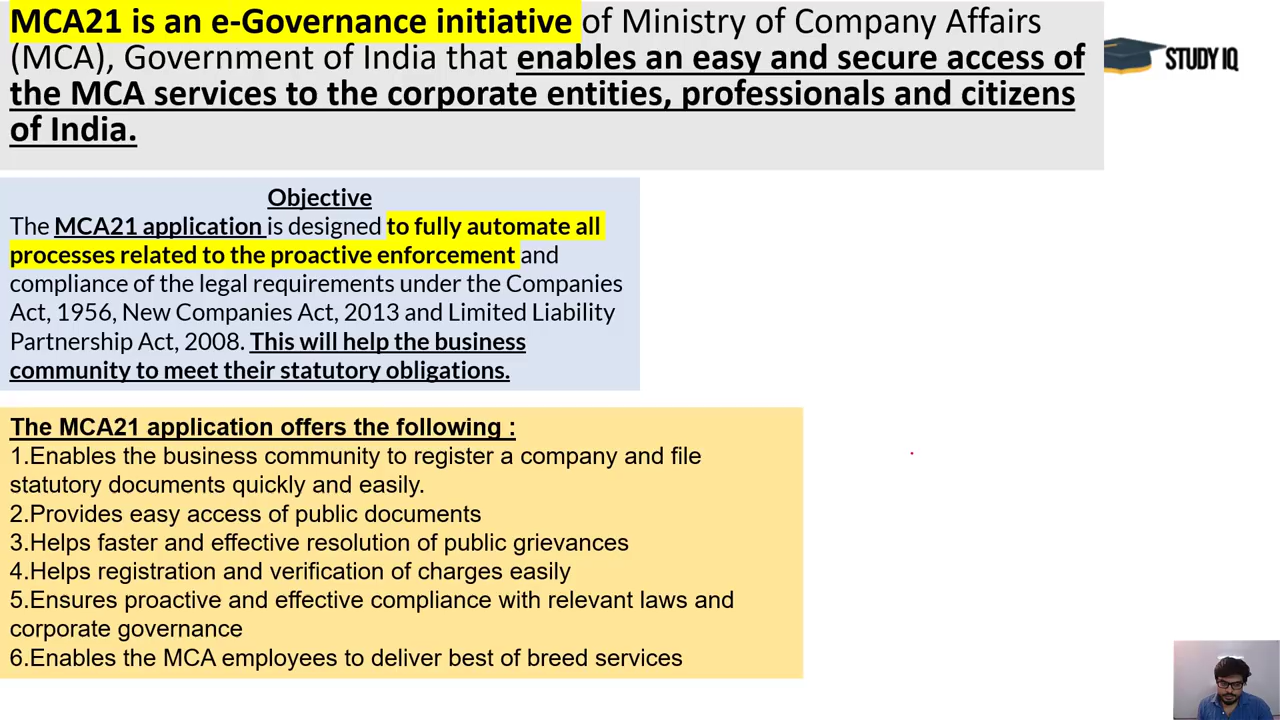 MCA21 is an e-Governance initiative of Ministry of Company Affairs
(MCA), Government of India that enables an easy and secure access of
the MCA services to the corporate entities, professionals and citizens
of India.
STUDY IQ
Objective
The MCA21 application is designed to fully automate all
processes related to the proactive enforcement and
compliance of the legal requirements under the Companies
Act, 1956, New Companies Act, 2013 and Limited Liability
Partnership Act, 2008. This will help the business
community to meet their statutory obligations.
The MCA21 application offers the following :
1.Enables the business community to register a company and file
statutory documents quickly and easily.
2.Provides easy access of public documents
3.Helps faster and effective resolution of public grievances
4.Helps registration and verification of charges easily
5.Ensures proactive and effective compliance with relevant laws and
corporate governance
6.Enables the MCA employees to deliver best of breed services